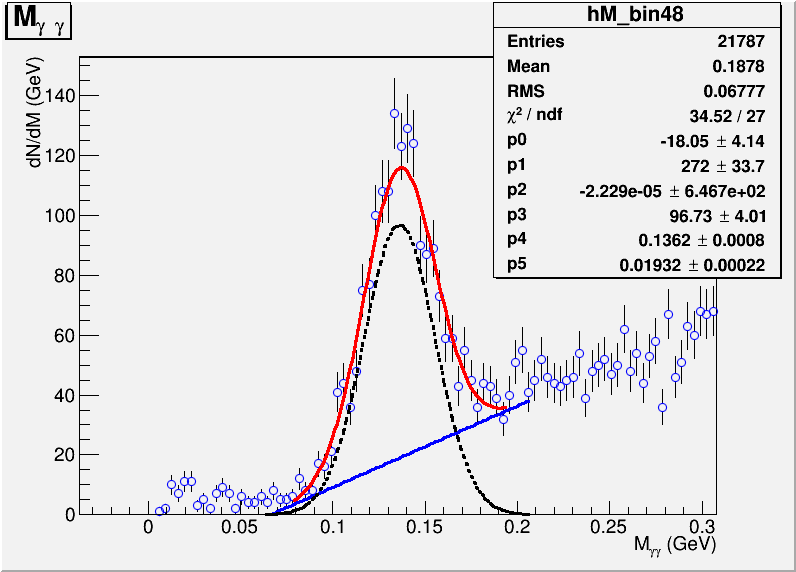 Mγ γ
hM_bin48
Entries 21787
Mean 0.1878
RMS 0.06777
χ² / ndf 34.52 / 27
p0 -18.05 ± 4.14
p1 272 ± 33.7
p2 -2.229e-05 ± 6.467e+02
p3 96.73 ± 4.01
p4 0.1362 ± 0.0008
p5 0.01932 ± 0.00022
dN/dM (GeV)
140
120
100
80
60
40
20
0
0 0.05 0.1 0.15 0.2 0.25 0.3
Mγγ (GeV)